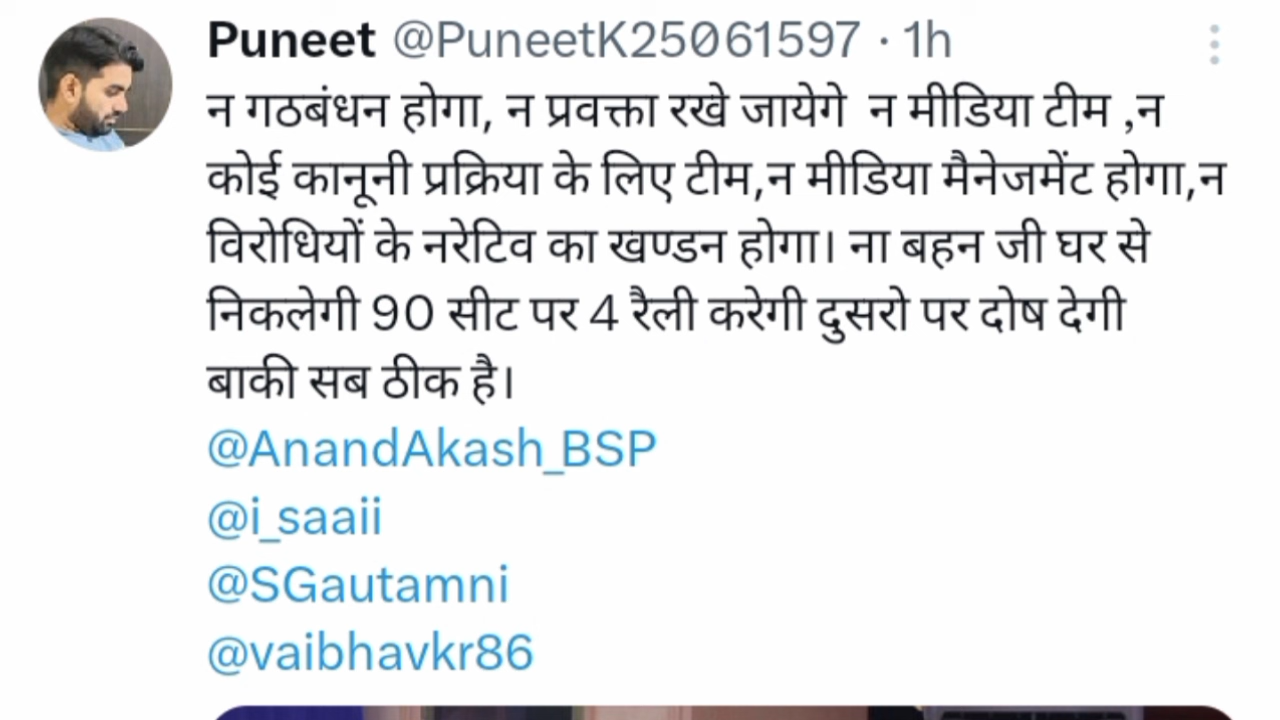 Puneet @PuneetK25061597 · 1h
न गठबंधन होगा, न प्रवक्ता रखे जायेगे न मीडिया टीम ,न
कोई कानूनी प्रक्रिया के लिए टीम,न मीडिया मैनेजमेंट होगा,न
विरोधियों के नरेटिव का खण्डन होगा। ना बहन जी घर से
निकलेगी 90 सीट पर 4 रैली करेगी दुसरो पर दोष देगी
बाकी सब ठीक है।
@AnandAkash_BSP
@i_saaii
@SGautamni
@vaibhavkr86